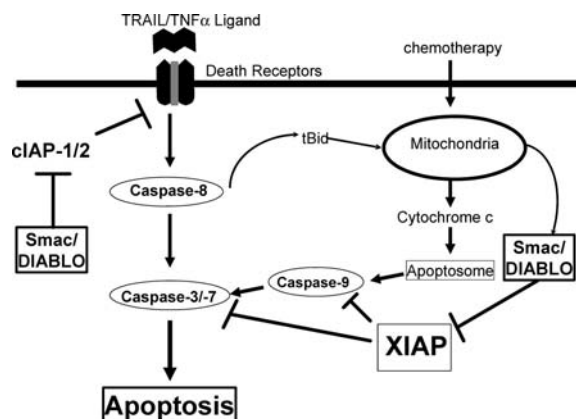 TRAIL/TNFα Ligand
chemotherapy
Death Receptors
cIAP-1/2
tBid
Mitochondria
Caspase-8
Cytochrome c
Smac/
DIABLO
Smac/
DIABLO
Apoptosome
Caspase-9
Caspase-3/-7
XIAP
Apoptosis